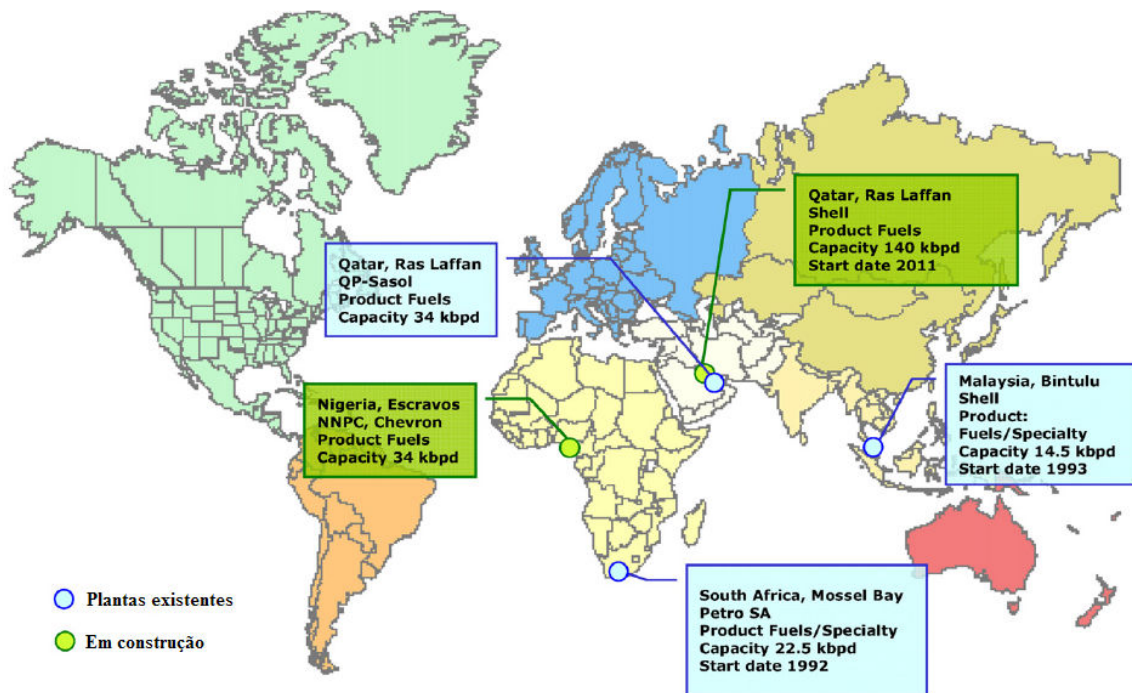 Qatar, Ras Laffan
Shell
Product Fuels
Capacity 140 kbpd
Start date 2011
Qatar, Ras Laffan
QP-Sasol
Product Fuels
Capacity 34 kbpd
Nigeria, Escravos
NNPC, Chevron
Product Fuels
Capacity 34 kbpd
Malaysia, Bintulu
Shell
Product:
Fuels/Specialty
Capacity 14.5 kbpd
Start date 1993
South Africa, Mossel Bay
Petro SA
Product Fuels/Specialty
Capacity 22.5 kbpd
Start date 1992
Plantas existentes
Em construção